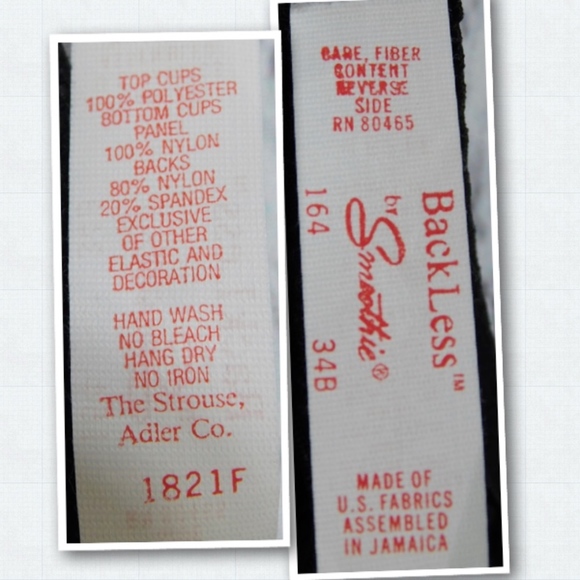 TOP CUPS
100% POLYESTER
BOTTOM CUPS
PANEL
100% NYLON
BACKS
80% NYLON
20% SPANDEX
EXCLUSIVE
OF OTHER
ELASTIC AND
DECORATION
HAND WASH
NO BLEACH
HANG DRY
NO IRON
The Strouse,
Adler Co.
1821F
CARE, FIBER
CONTENT
REVERSE
SIDE
RN 80465
BackLess™
by Smoothie®
164 34B
MADE OF
U.S. FABRICS
ASSEMBLED
IN JAMAICA